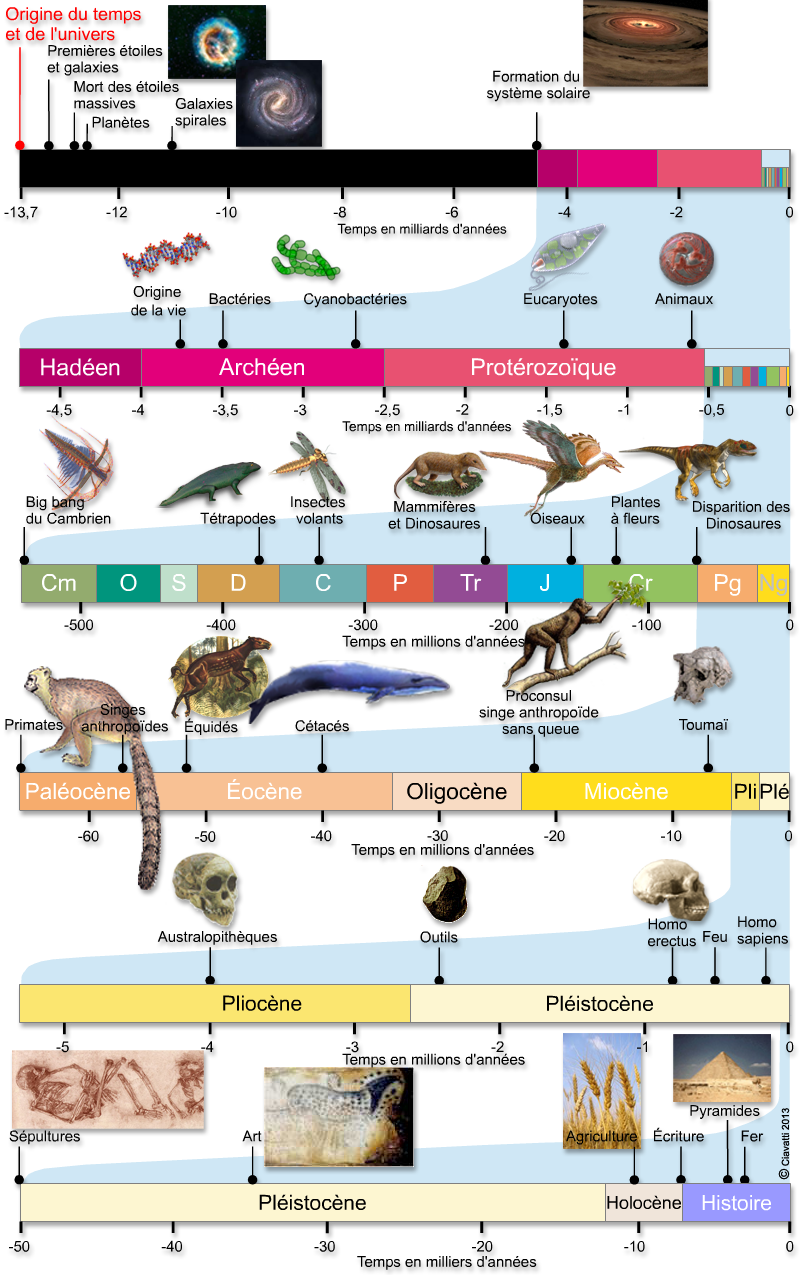 Origine du temps
et de l'univers
Premières étoiles
et galaxies
Mort des étoiles
massives
Planètes
Galaxies
spirales
Formation du
système solaire
-13,7 -12 -10 -8 -6 -4 -2 0
Temps en milliards d'années
Origine
de la vie
Bactéries
Cyanobactéries
Eucaryotes
Animaux
Hadéen Archéen Protérozoïque
-4,5 -4 -3,5 -3 -2,5 -2 -1,5 -1 -0,5 0
Temps en milliards d'années
Big bang
du Cambrien
Tétrapodes
Insectes
volants
Mammifères
et Dinosaures
Oiseaux
Plantes
à fleurs
Disparition des
Dinosaures
Cm O S D C P Tr J Cr Pg Ng
-500 -400 -300 -200 -100 0
Temps en millions d'années
Primates
Singes
anthropoïdes
Équidés
Cétacés
Proconsul
singe anthropoïde
sans queue
Toumaï
Paléocène Éocène Oligocène Miocène Pli Plé
-60 -50 -40 -30 -20 -10 0
Temps en millions d'années
Australopithèques
Outils
Homo
erectus
Feu
Homo
sapiens
Pliocène Pléistocène
-5 -4 -3 -2 -1 0
Temps en millions d'années
Sépultures
Art
Agriculture
Écriture
Pyramides
Fer
© Ciavatti 2013
Pléistocène Holocène Histoire
-50 -40 -30 -20 -10 0
Temps en milliers d'années